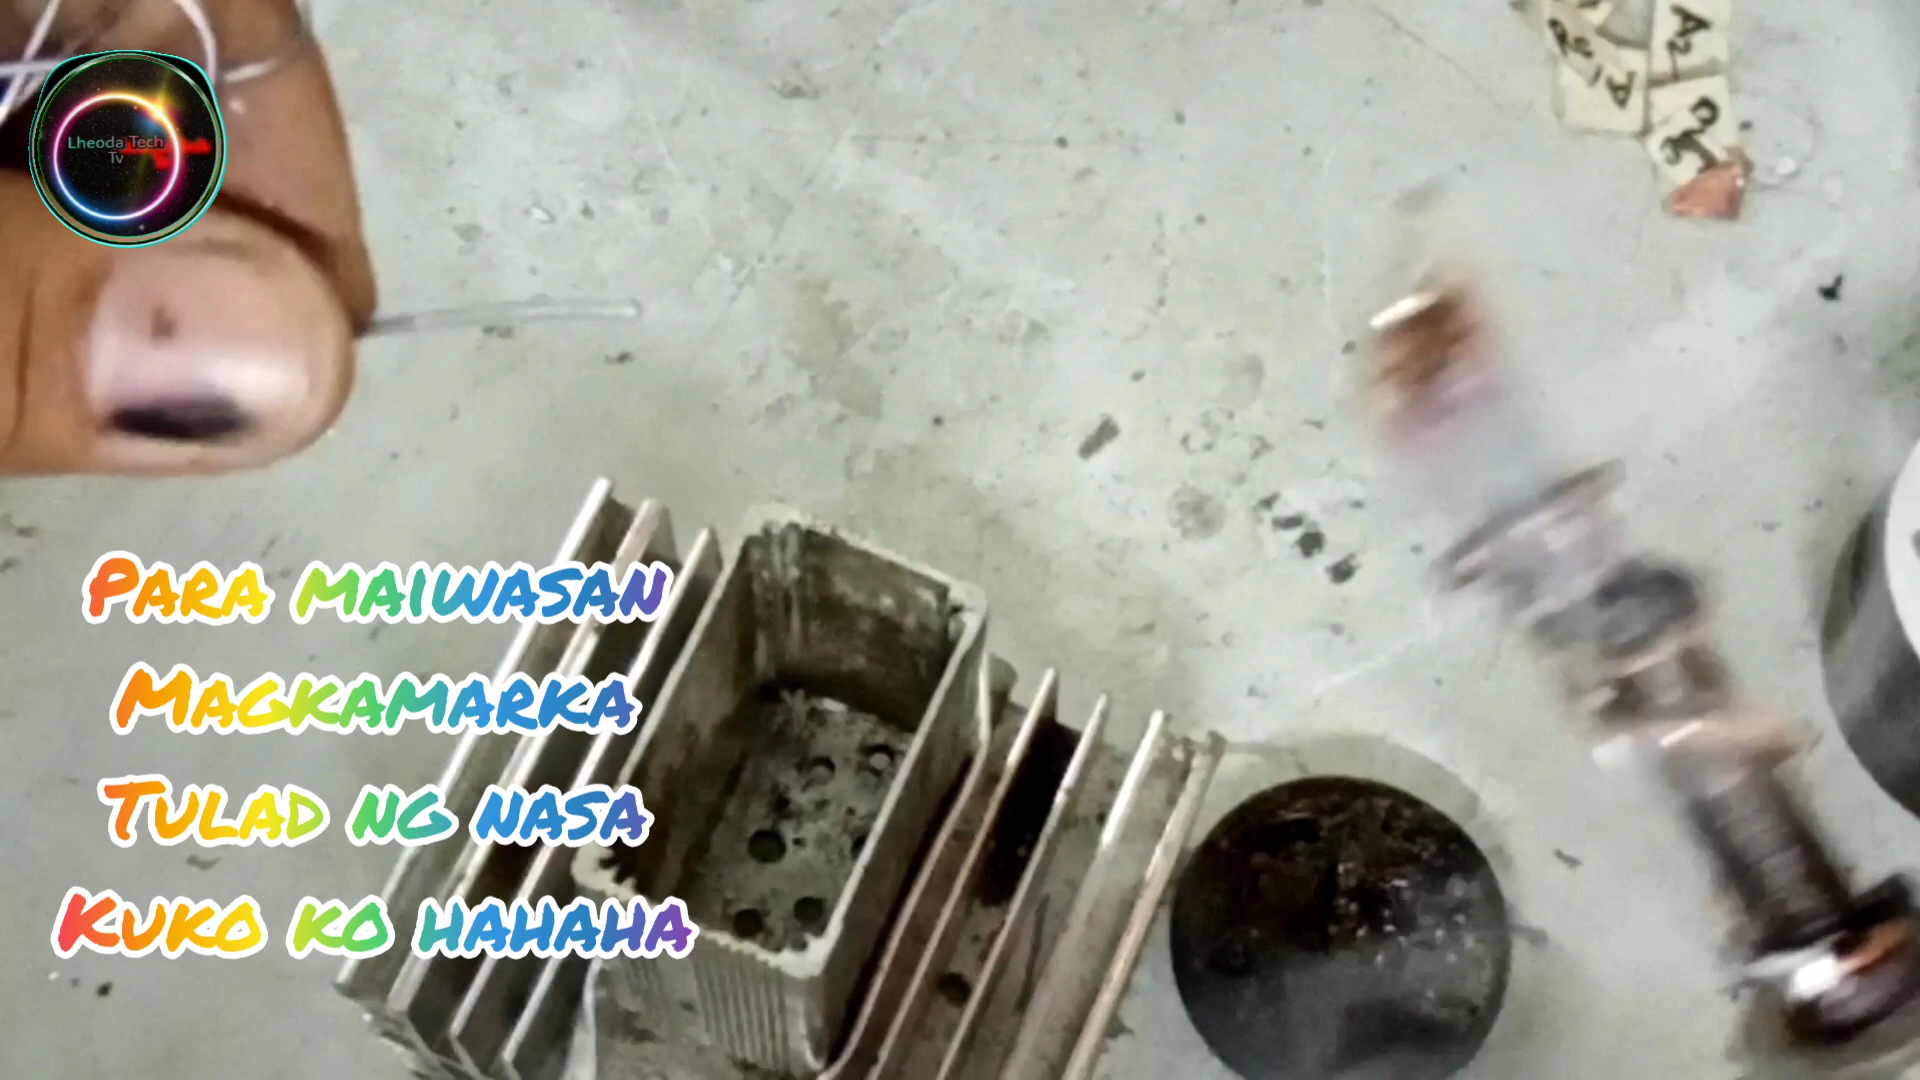 Lheoda Tech
Tv
PARA MAIWASAN
MAGKAMARKA
TULAD NG NASA
KUKO KO HAHAHA